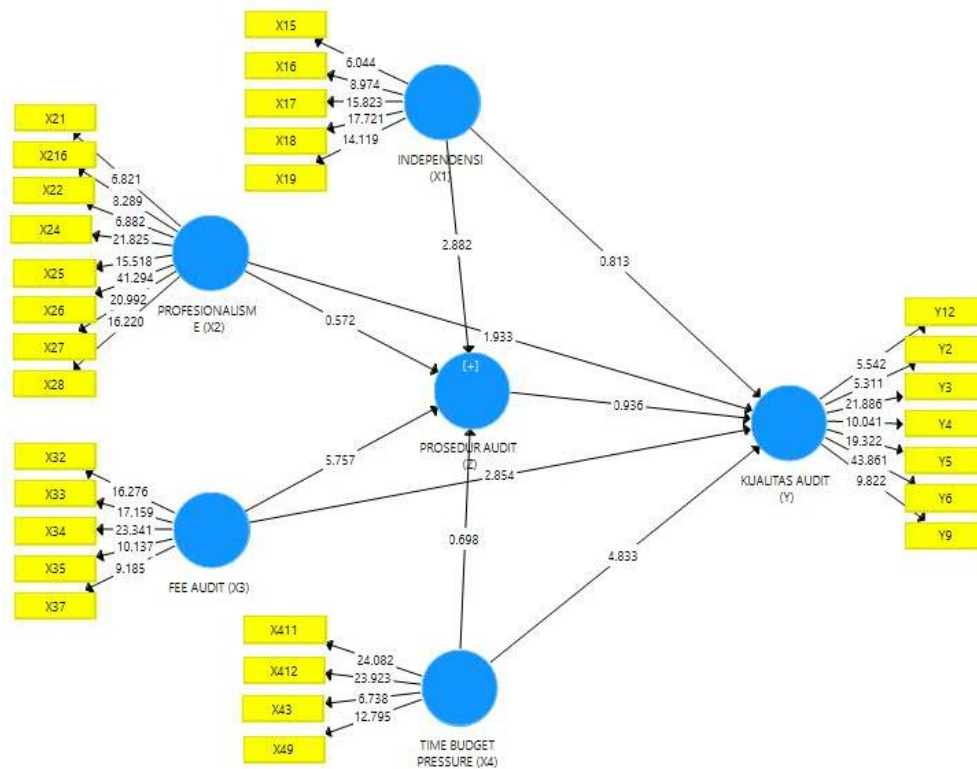 X15
X16
X17
X18
X19
6.044
8.974
15.823
17.721
14.119
INDEPENDENSI
(X1)
X21
X216
X22
X24
X25
X26
X27
X28
6.821
8.289
6.882
21.825
15.518
41.294
20.992
16.220
PROFESIONALISM
E (X2)
2.882
0.813
0.572
1.933
[+]
PROSEDUR AUDIT
(Z)
0.936
5.757
2.854
0.698
4.833
Y12
Y2
Y3
Y4
Y5
Y6
Y9
5.542
5.311
21.886
10.041
19.322
43.861
9.822
KUALITAS AUDIT
(Y)
X32
X33
X34
X35
X37
16.276
17.159
23.341
10.137
9.185
FEE AUDIT (X3)
X411
X412
X43
X49
24.082
23.923
6.738
12.795
TIME BUDGET
PRESSURE (X4)